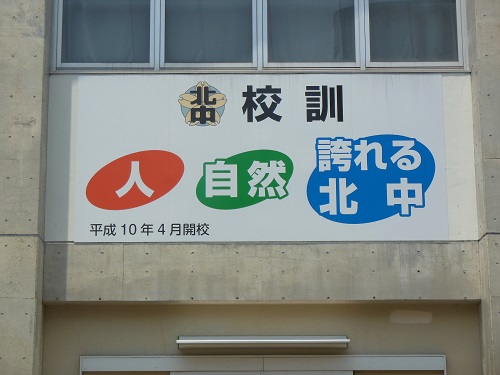 北中 校訓
人 自然 誇れる
北中
平成10年4月開校